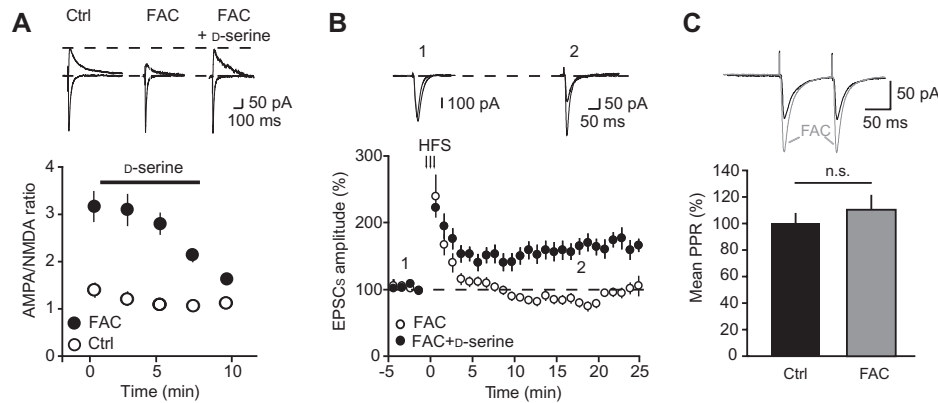 A
Ctrl
FAC
FAC
+ D-serine
50 pA
100 ms
D-serine
AMPA/NMDA ratio
4
3
2
1
0
FAC
Ctrl
0
5
10
Time (min)
B
1
2
100 pA
50 pA
50 ms
HFS
EPSCs amplitude (%)
300
200
100
0
1
2
FAC
FAC+D-serine
-5
0
5
10
15
20
25
Time (min)
C
FAC
50 pA
50 ms
n.s.
Mean PPR (%)
140
120
100
80
60
40
20
0
Ctrl
FAC